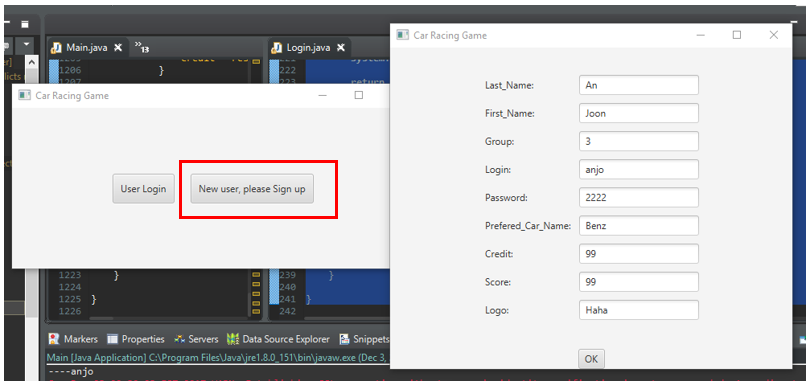 Main.java
»13
Login.java
1206 }
1207
222
Car Racing Game
User Login
New user, please Sign up
1223 }
1224
1225 }
1226
239 }
240
241 }
242
Car Racing Game
Last_Name: An
First_Name: Joon
Group: 3
Login: anjo
Password: 2222
Prefered_Car_Name: Benz
Credit: 99
Score: 99
Logo: Haha
OK
Markers Properties Servers Data Source Explorer Snippets
Main [Java Application] C:\Program Files\Java\jre1.8.0_151\bin\javaw.exe (Dec 3,
----anjo